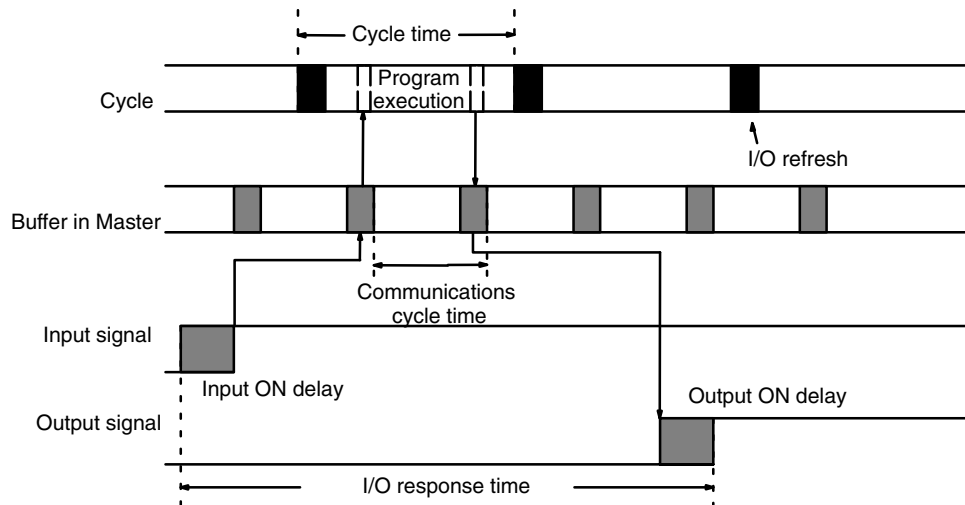 Cycle time
Program
execution
Cycle
I/O refresh
Buffer in Master
Communications
cycle time
Input signal
Input ON delay
Output ON delay
Output signal
I/O response time